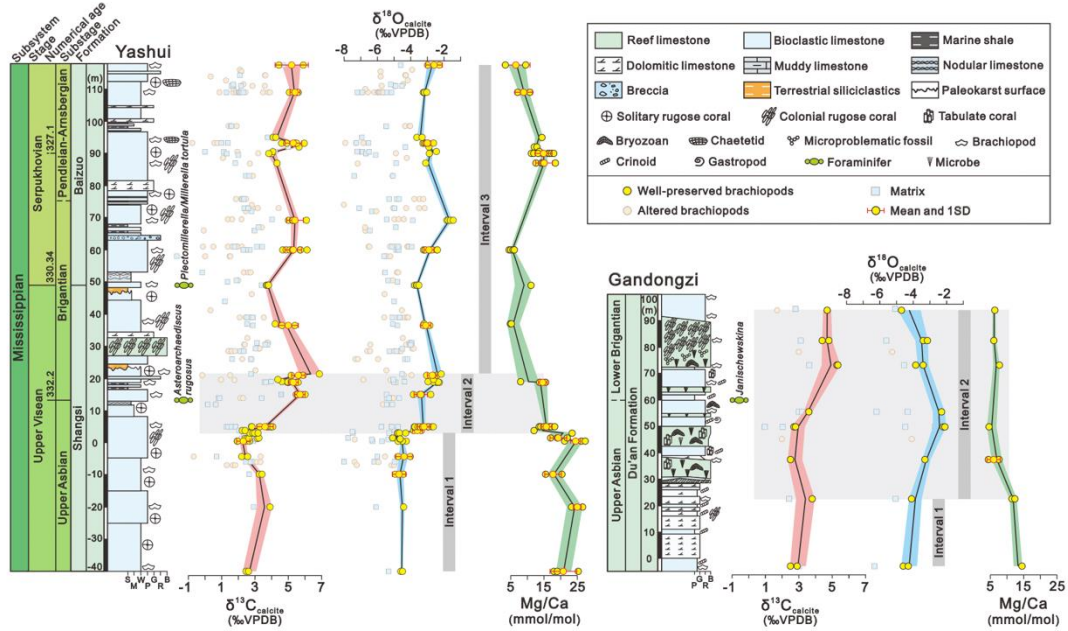 Subsystem
Stage
Numerical age
Substage
Formation
Yashui
δ¹⁸Ocalcite
(‰VPDB)
-8 -6 -4 -2
(m)
110
100
90
80
70
60
50
40
30
20
10
0
-10
-20
-30
-40
Mississippian
Serpukhovian
Upper Visean
327.1
330.34
332.2
Pendleian-Arnsbergian
Brigantian
Upper Asbian
Baizuo
Shangsi
Plectomillerella/Millerella tortula
Asteroarchaediscus
rugosus
Interval 3
Interval 2
Interval 1
S M W P G R B
1 3 5 7
δ¹³Ccalcite
(‰VPDB)
5 15 25
Mg/Ca
(mmol/mol)
Reef limestone
Bioclastic limestone
Marine shale
Dolomitic limestone
Muddy limestone
Nodular limestone
Breccia
Terrestrial siliciclastics
Paleokarst surface
Solitary rugose coral
Colonial rugose coral
Tabulate coral
Bryozoan
Chaetetid
Microproblematic fossil
Brachiopod
Crinoid
Gastropod
Foraminifer
Microbe
Well-preserved brachiopods
Matrix
Altered brachiopods
Mean and 1SD
Gandongzi
δ¹⁸Ocalcite
(‰VPDB)
-8 -6 -4 -2
100
(m)
90
80
70
60
50
40
30
20
10
0
Lower Brigantian
Upper Asbian
Du'an Formation
Janischewskina
Interval 2
Interval 1
P G R B
1 3 5 7
δ¹³Ccalcite
(‰VPDB)
5 15 25
Mg/Ca
(mmol/mol)